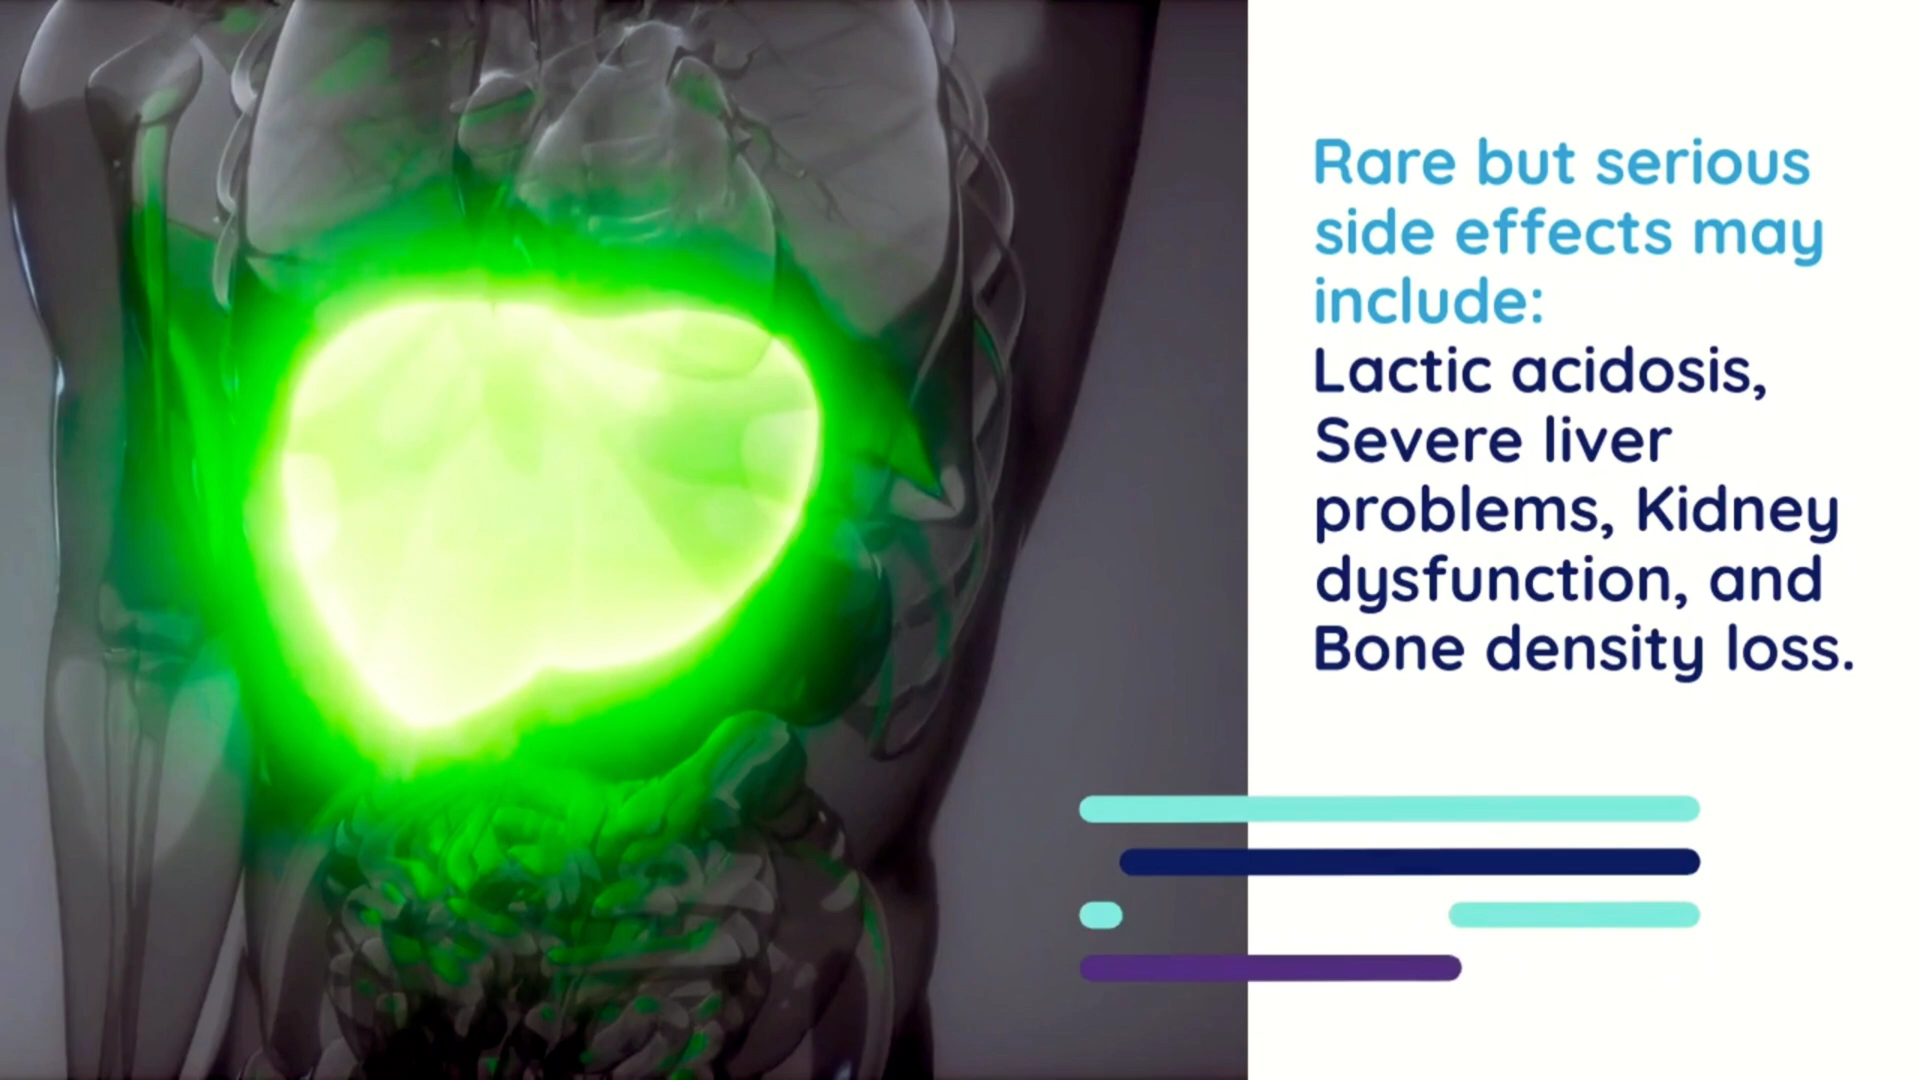 Rare but serious
side effects may
include:
Lactic acidosis,
Severe liver
problems, Kidney
dysfunction, and
Bone density loss.